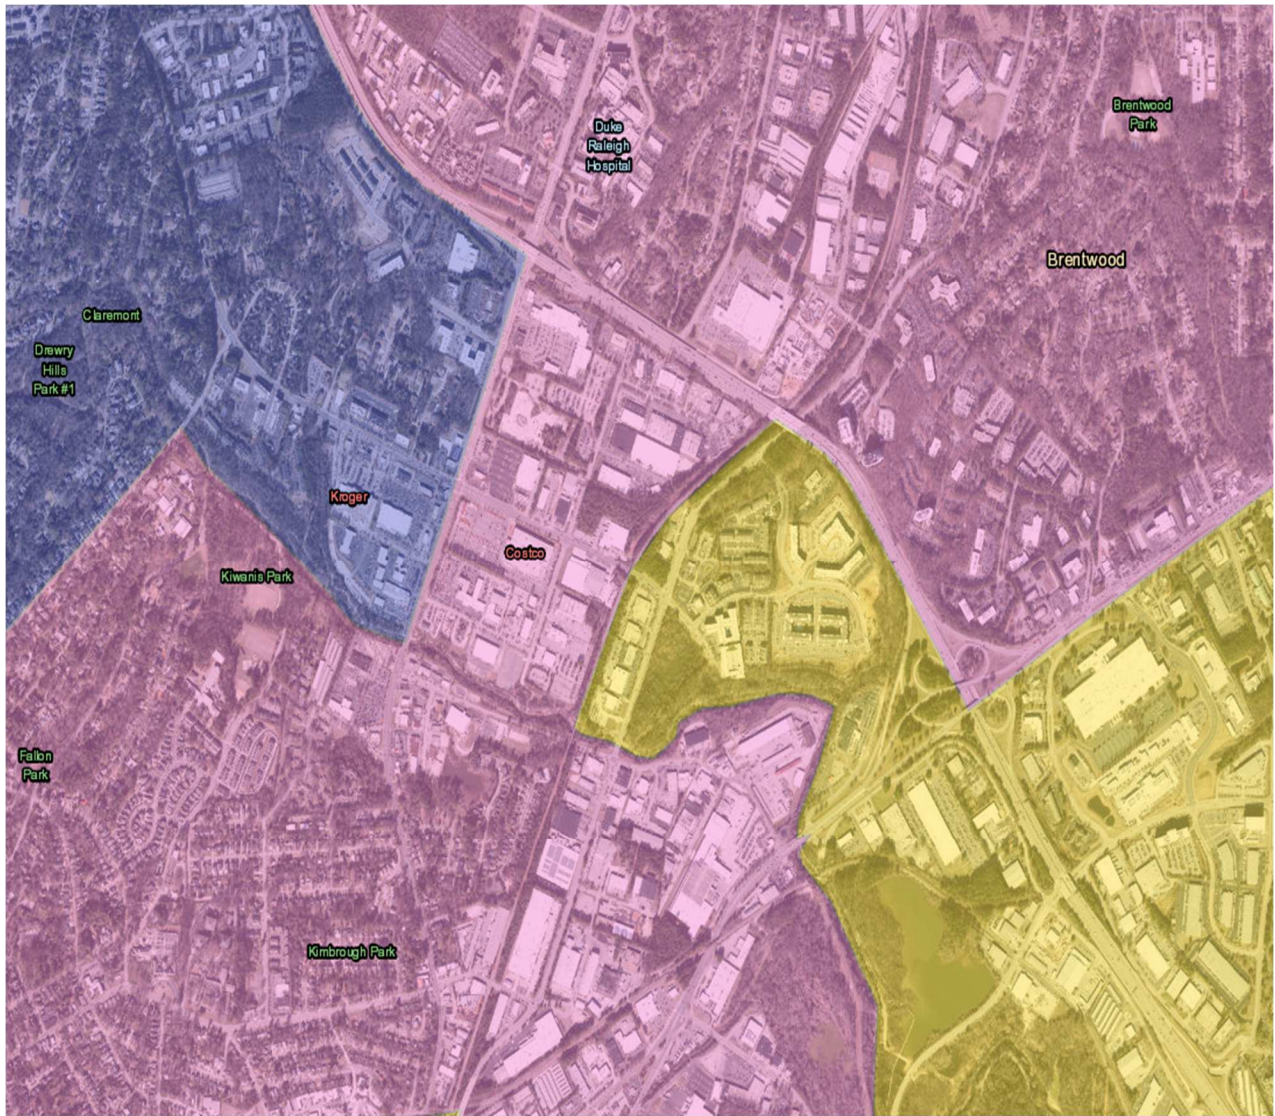 Brentwood
Park
Duke
Raleigh
Hospital
Brentwood
Claremont
Drewry
Hills
Park #1
Kroger
Costco
Kiwanis Park
Fallon
Park
Kimbrough Park